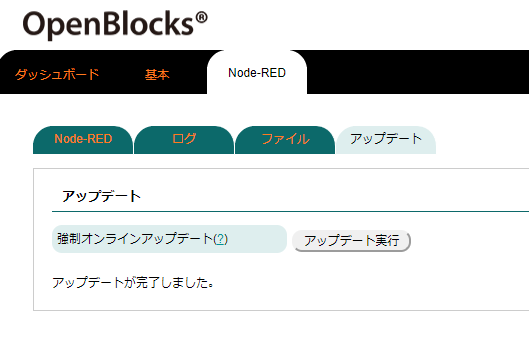 OpenBlocks®
ダッシュボード 基本 Node-RED
Node-RED ログ ファイル アップデート
アップデート
強制オンラインアップデート(?) アップデート実行
アップデートが完了しました。